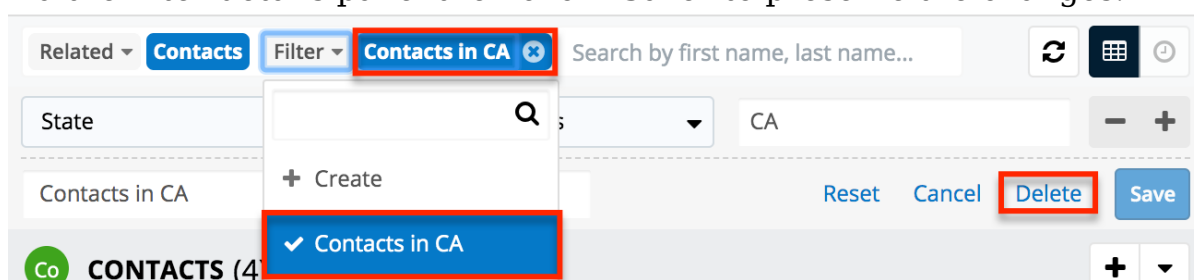 Related Contacts Filter Contacts in CA Search by first name, last name...
State CA
Create
Contacts in CA Reset Cancel Delete Save
Contacts in CA
Co CONTACTS (4)